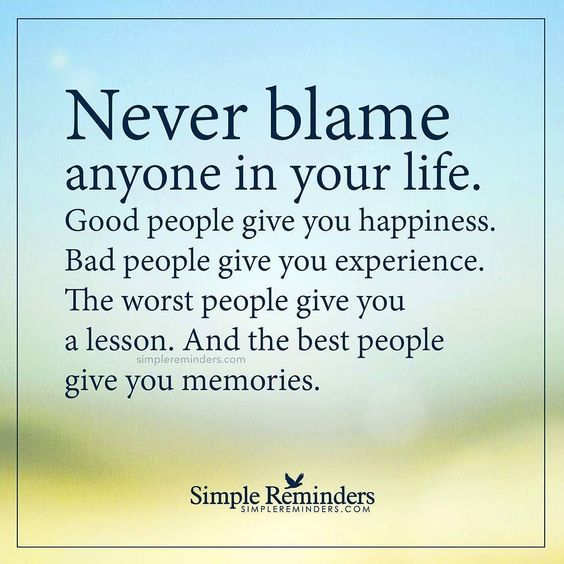 Never blame
anyone in your life.
Good people give you happiness.
Bad people give you experience.
The worst people give you
a lesson. And the best people
simplereminders.com
give you memories.
Simple Reminders
SIMPLEREMINDERS.COM